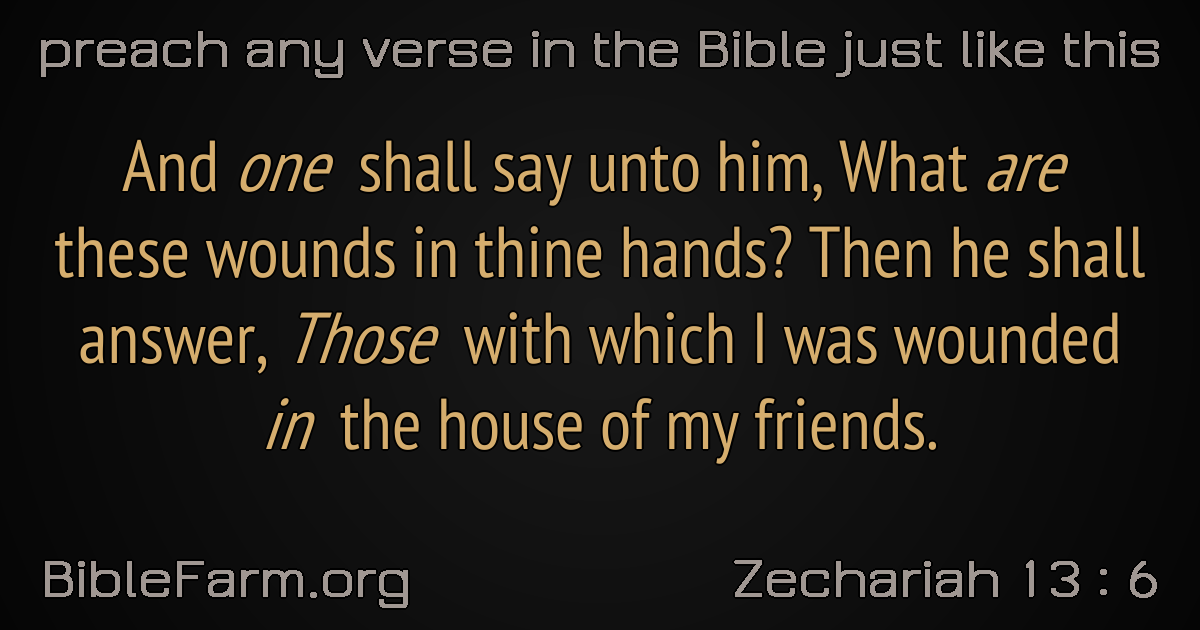 preach any verse in the Bible just like this
And one shall say unto him, What are
these wounds in thine hands? Then he shall
answer, Those with which I was wounded
in the house of my friends.
BibleFarm.org
Zechariah 13 : 6